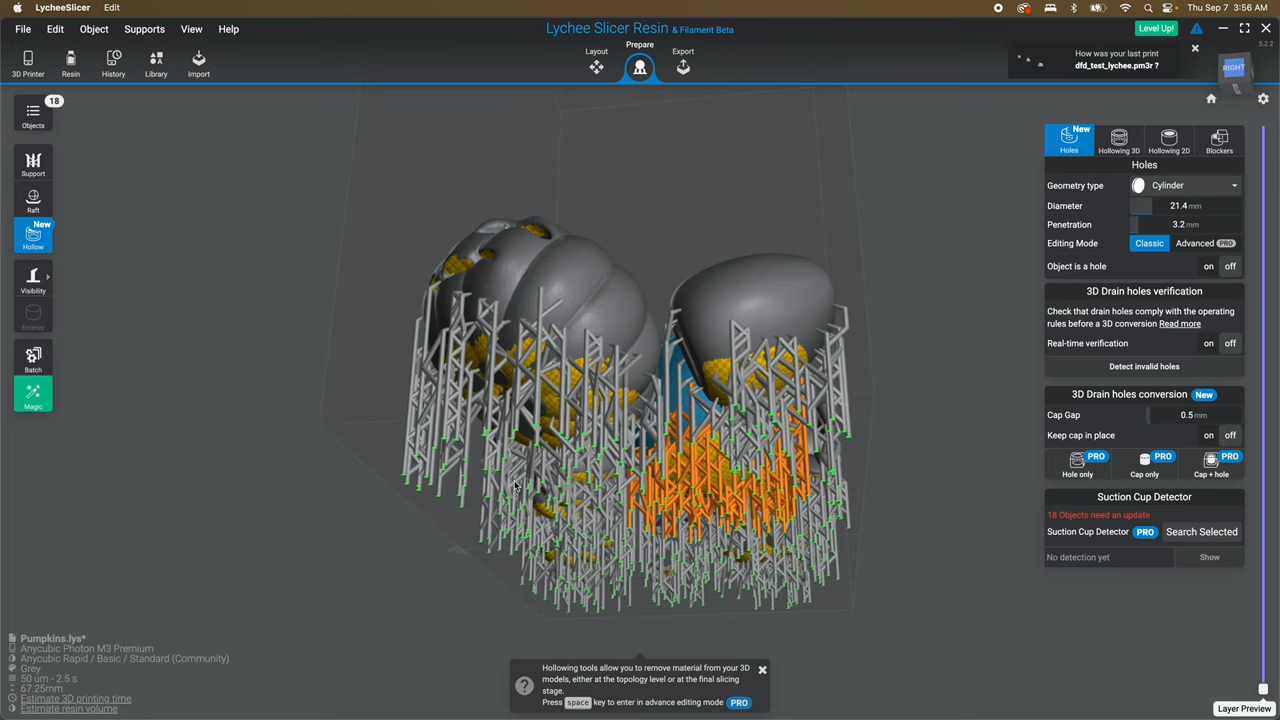 LycheeSlicer Edit
Thu Sep 7 3:56 AM
File Edit Object Supports View Help
Lychee Slicer Resin & Filament Beta
Level Up!
5.2.2
3D Printer Resin History Library Import
Layout Prepare Export
How was your last print
dfd_test_lychee.pm3r ?
RIGHT
18
Objects
Support
Raft
New
Hollow
Visibility
Exterior
Batch
Magic
New
Holes Hollowing 3D Hollowing 2D Blockers
Holes
Geometry type Cylinder
Diameter 21.4 mm
Penetration 3.2 mm
Editing Mode Classic Advanced PRO
Object is a hole on off
3D Drain holes verification
Check that drain holes comply with the operating
rules before a 3D conversion Read more
Real-time verification on off
Detect invalid holes
3D Drain holes conversion New
Cap Gap 0.5 mm
Keep cap in place on off
PRO PRO PRO
Hole only Cap only Cap + hole
Suction Cup Detector
18 Objects need an update
Suction Cup Detector PRO Search Selected
No detection yet Show
Pumpkins.lys*
Anycubic Photon M3 Premium
Anycubic Rapid / Basic / Standard (Community)
Grey
50 um - 2.5 s
67.25mm
Estimate 3D printing time
Estimate resin volume
Hollowing tools allow you to remove material from your 3D
models, either at the topology level or at the final slicing
stage.
Press space key to enter in advance editing mode PRO
Layer Preview